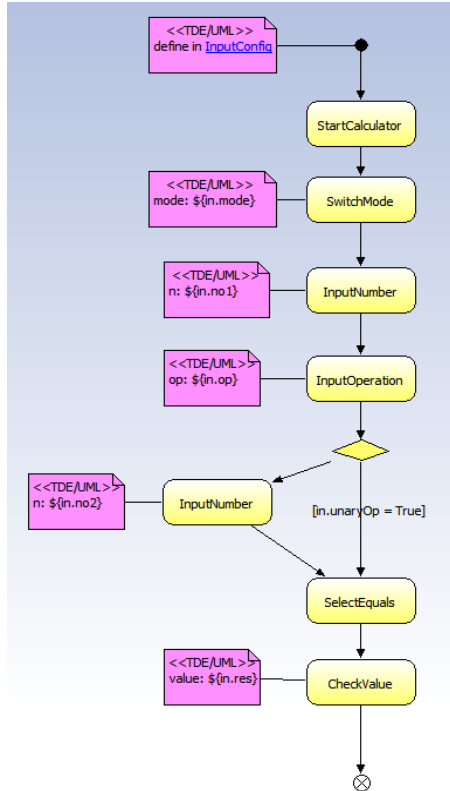 <<TDE/UML>>
define in InputConfig
StartCalculator
<<TDE/UML>>
mode: ${in.mode}
SwitchMode
<<TDE/UML>>
n: ${in.no1}
InputNumber
<<TDE/UML>>
op: ${in.op}
InputOperation
<<TDE/UML>>
n: ${in.no2}
InputNumber
[in.unaryOp = True]
SelectEquals
<<TDE/UML>>
value: ${in.res}
CheckValue